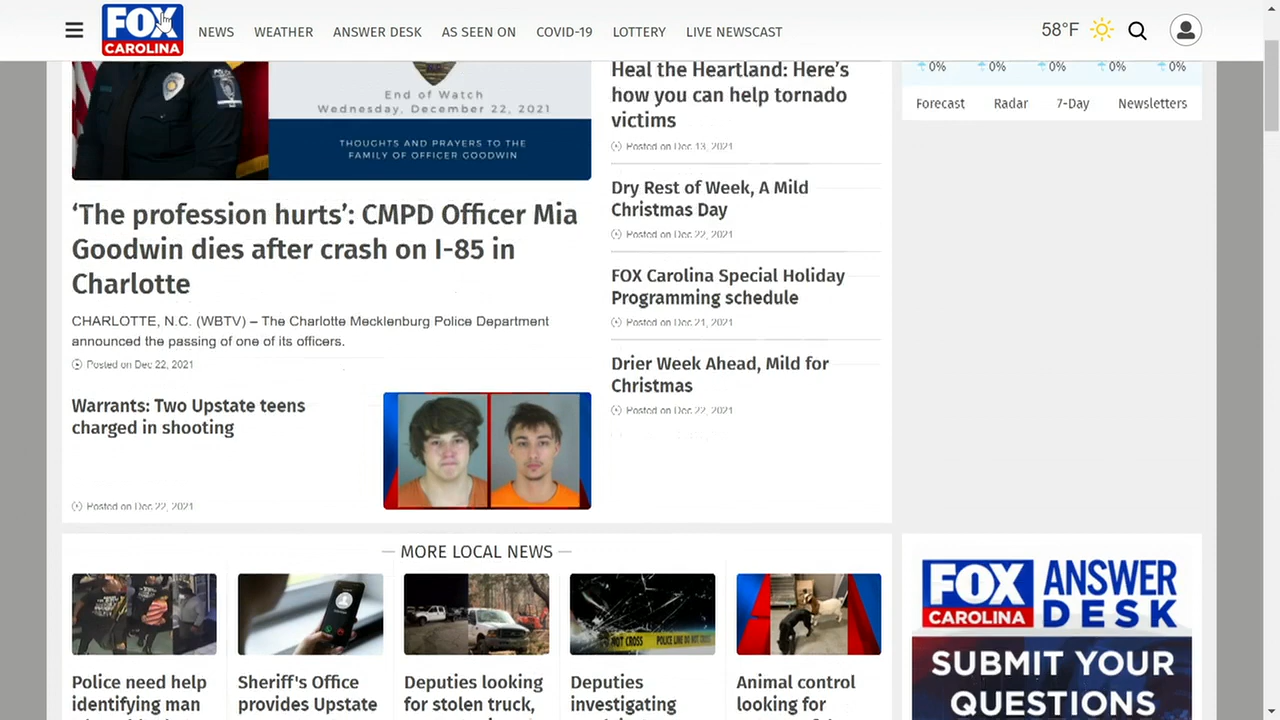 FOX
CAROLINA
NEWS
WEATHER
ANSWER DESK
AS SEEN ON
COVID-19
LOTTERY
LIVE NEWSCAST
58°F
End of Watch
Wednesday, December 22, 2021
THOUGHTS AND PRAYERS TO THE
FAMILY OF OFFICER GOODWIN
‘The profession hurts’: CMPD Officer Mia
Goodwin dies after crash on I-85 in
Charlotte
CHARLOTTE, N.C. (WBTV) – The Charlotte Mecklenburg Police Department
announced the passing of one of its officers.
Posted on Dec 22, 2021
Warrants: Two Upstate teens
charged in shooting
Posted on Dec 22, 2021
Heal the Heartland: Here’s
how you can help tornado
victims
Posted on Dec 13, 2021
Dry Rest of Week, A Mild
Christmas Day
Posted on Dec 22, 2021
FOX Carolina Special Holiday
Programming schedule
Posted on Dec 21, 2021
Drier Week Ahead, Mild for
Christmas
Posted on Dec 22, 2021
0% 0% 0% 0% 0%
Forecast Radar 7-Day Newsletters
MORE LOCAL NEWS
Police need help
identifying man
Sheriff's Office
provides Upstate
Deputies looking
for stolen truck,
NOT CROSS POLICE LINE DO NOT CROSS
Deputies
investigating
Animal control
looking for
FOX
CAROLINA
ANSWER
DESK
SUBMIT YOUR
QUESTIONS